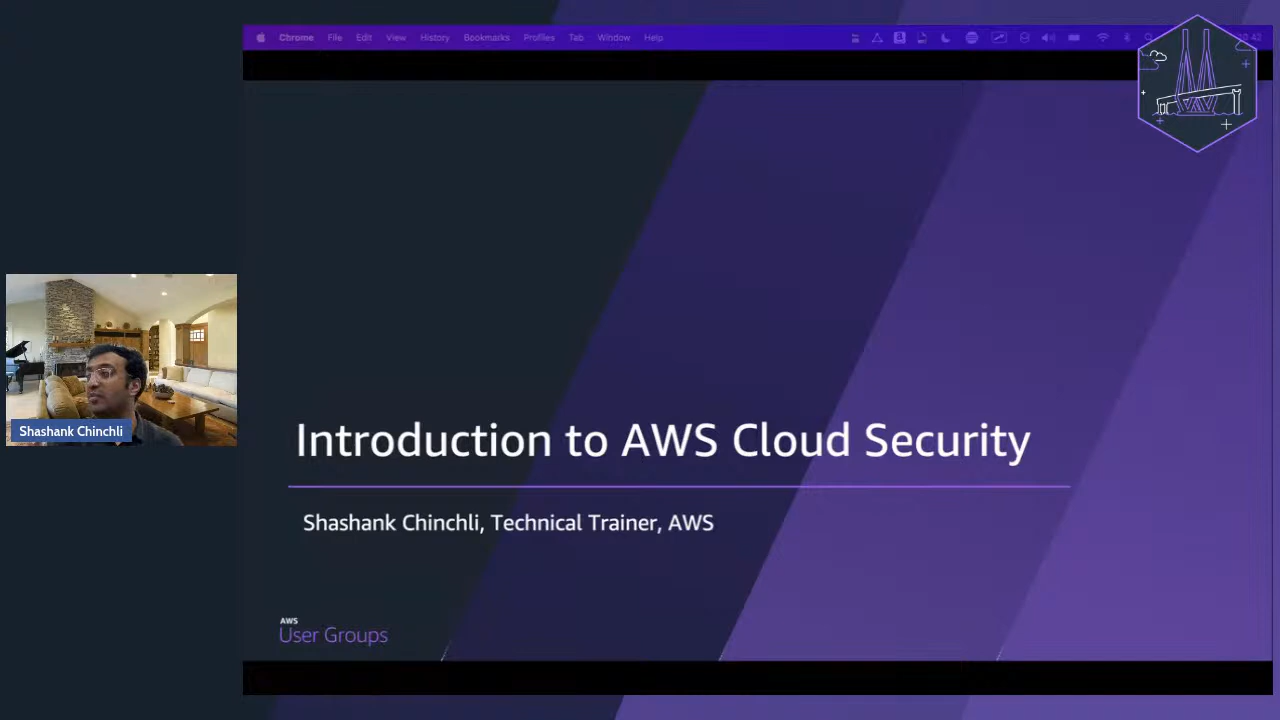 Chrome File Edit View History Bookmarks Profiles Tab Window Help
Shashank Chinchli
Introduction to AWS Cloud Security
Shashank Chinchli, Technical Trainer, AWS
AWS
User Groups